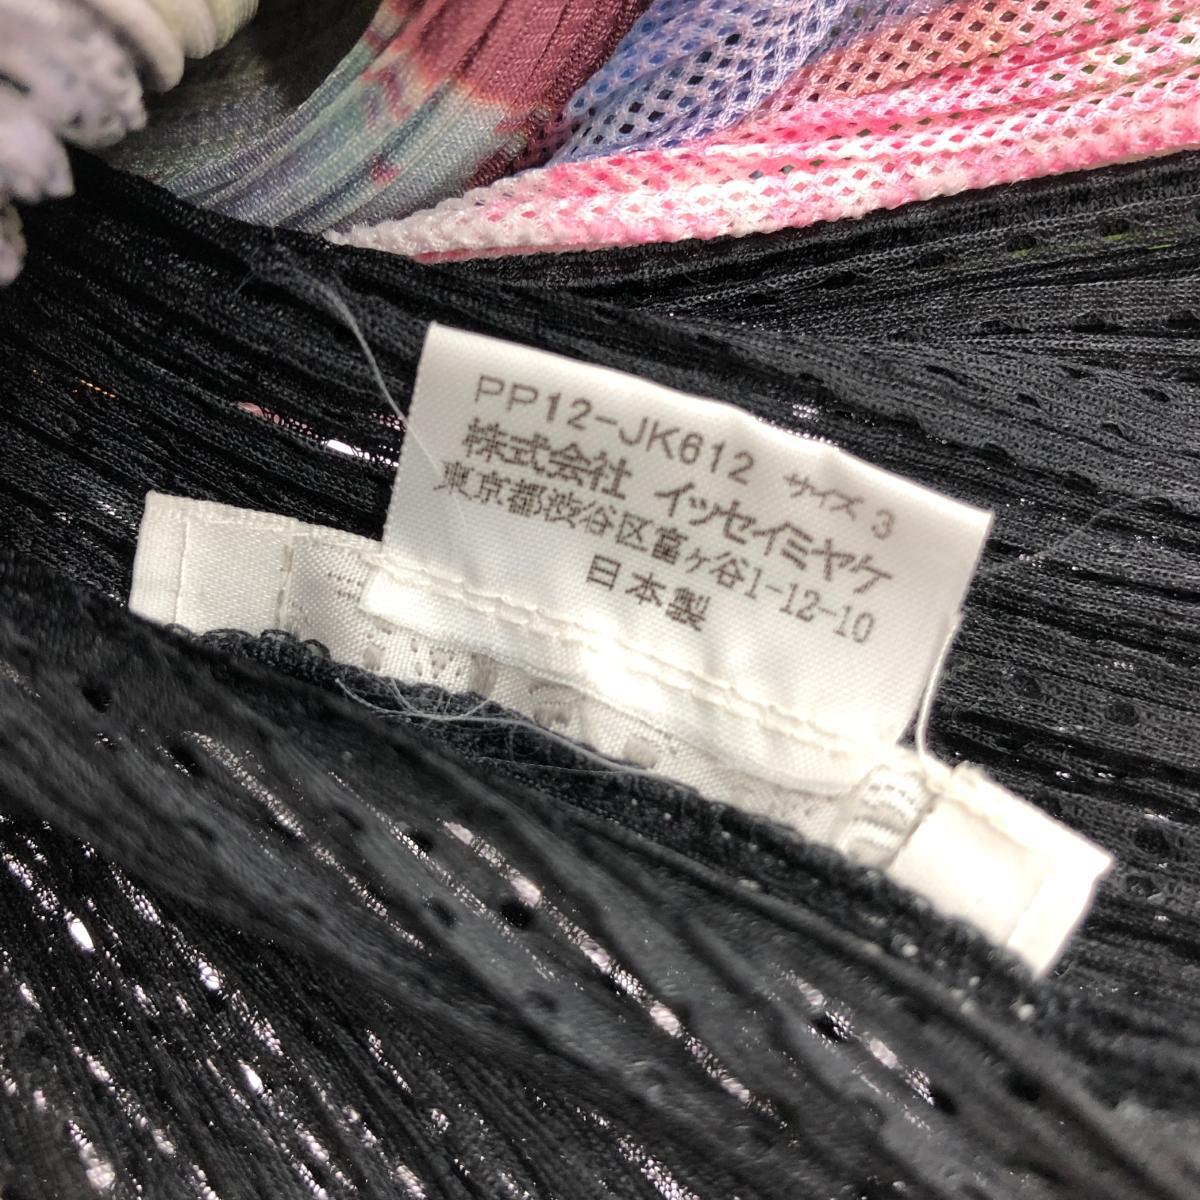 PP12-JK612 サイズ 3
株式会社 イッセイミヤケ
東京都渋谷区富ヶ谷1-12-10
日本製